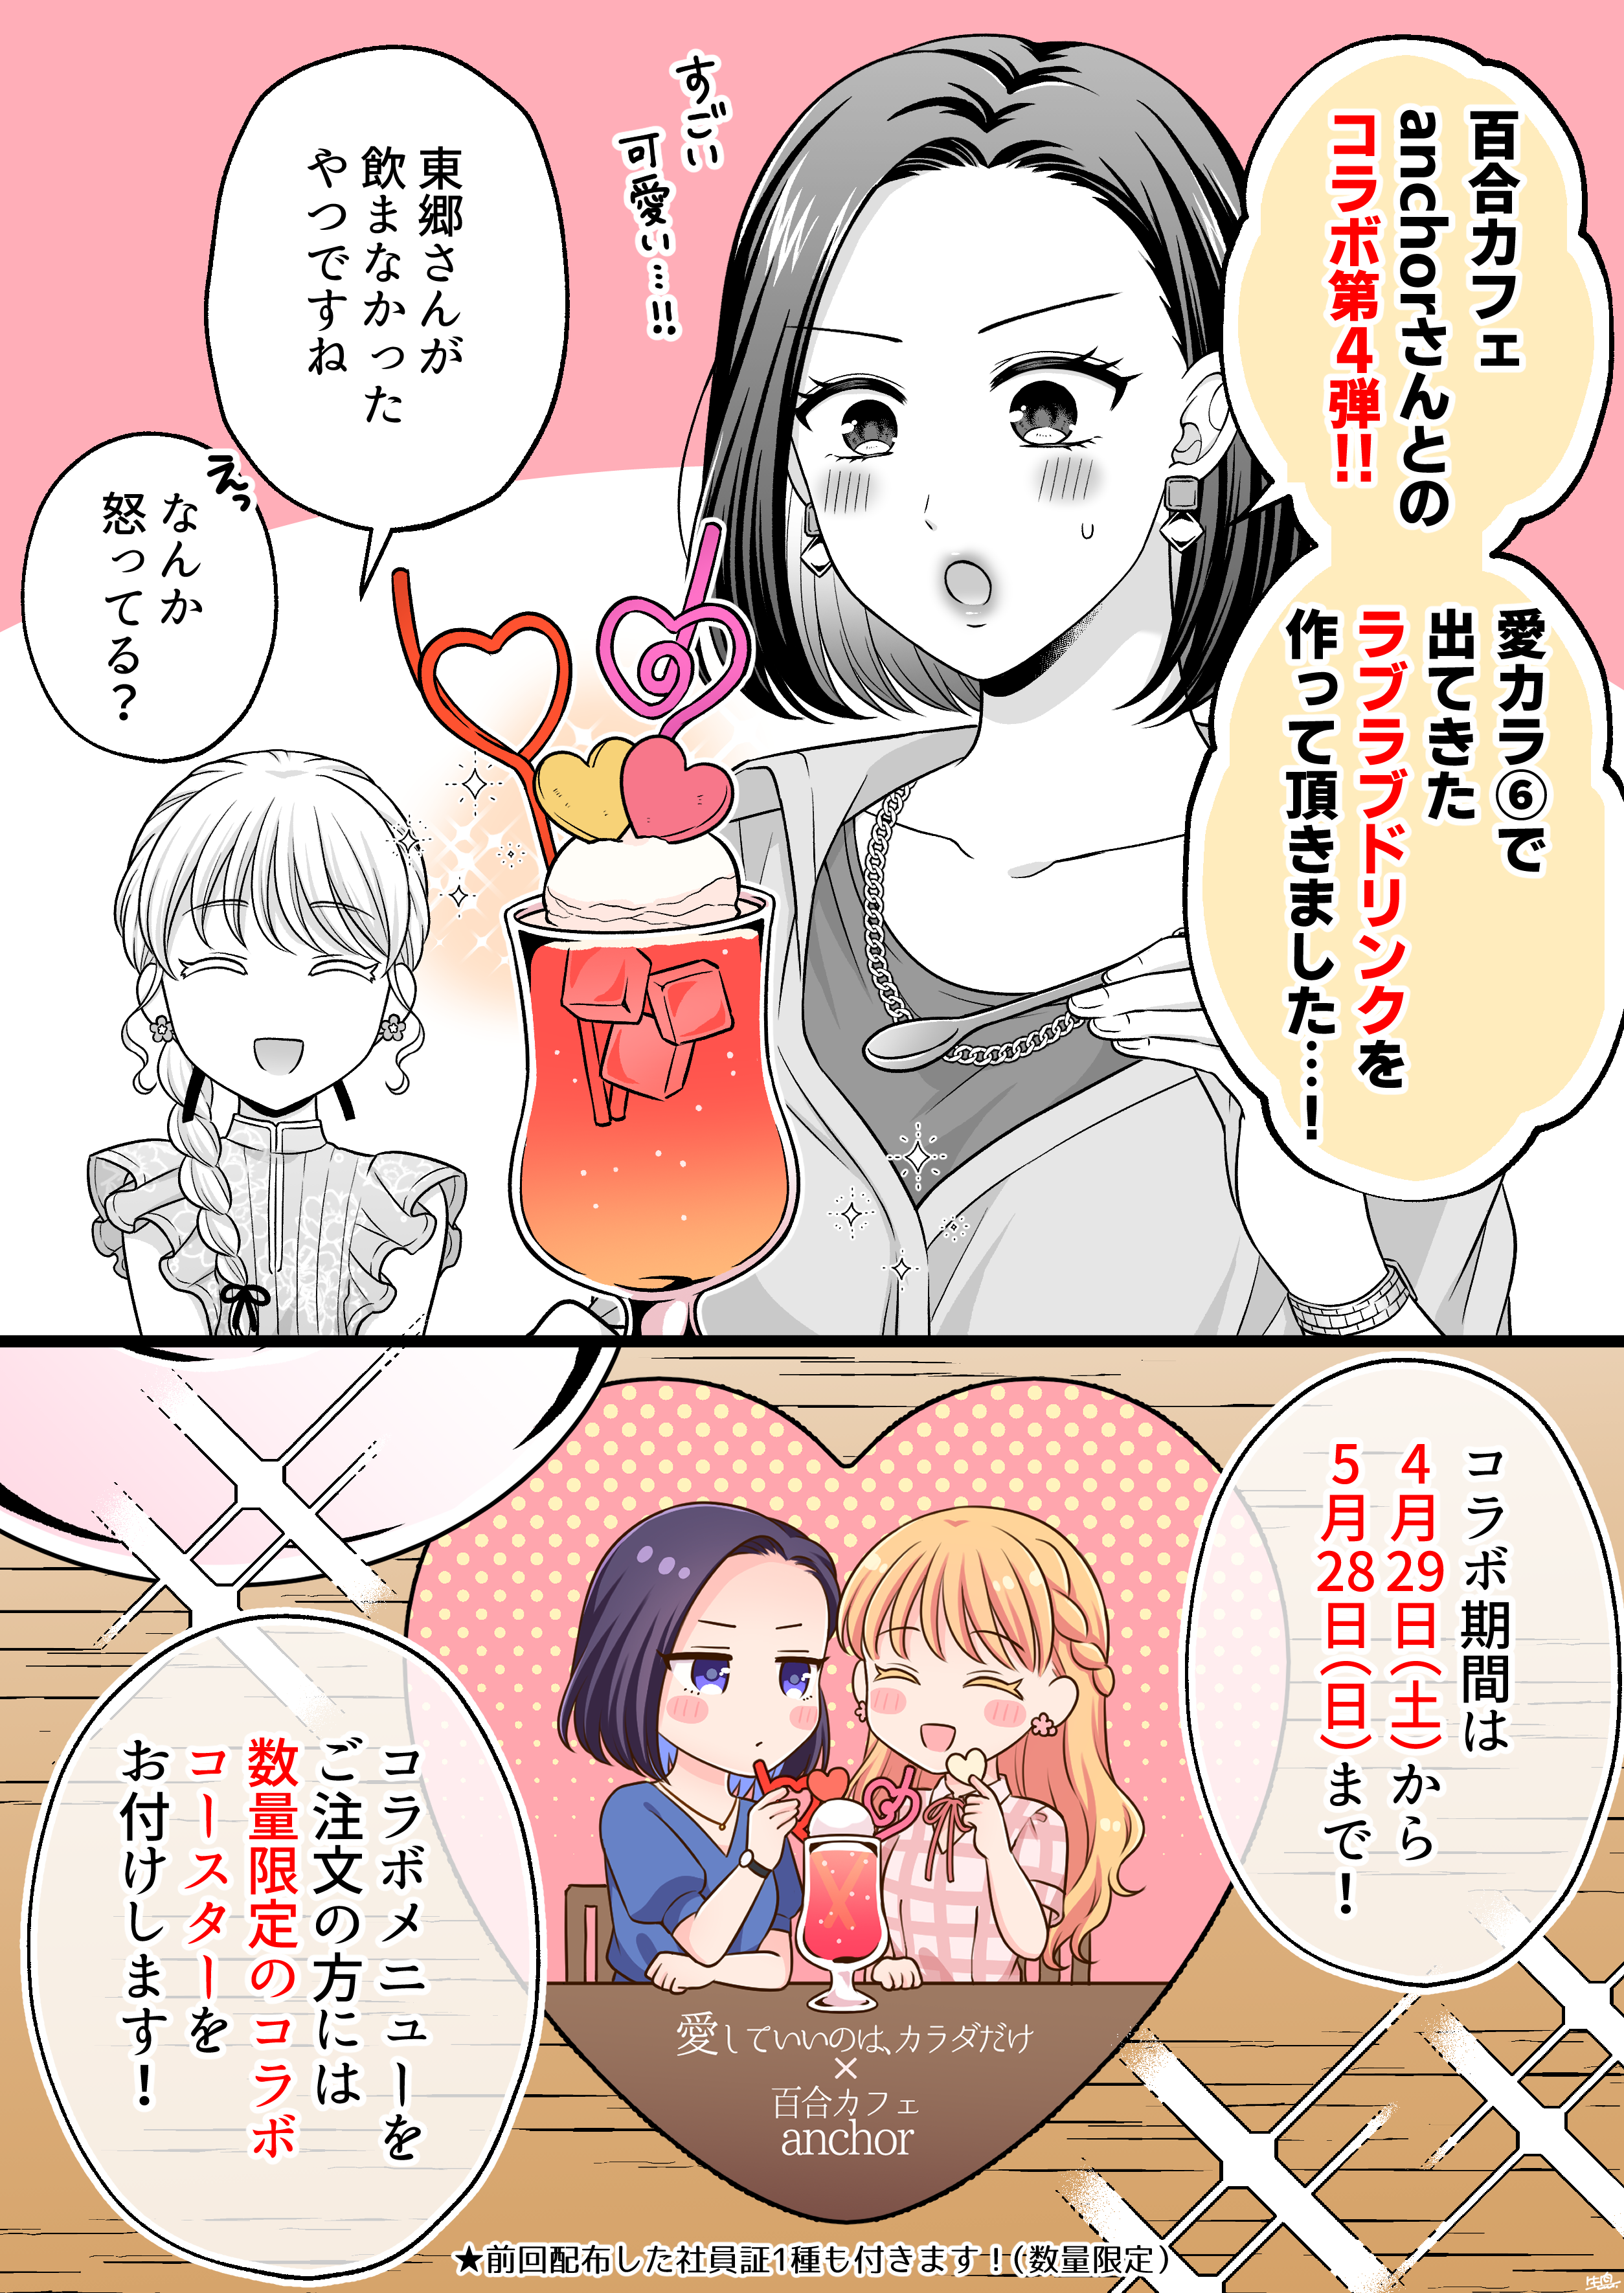 百合カフェ
anchorさんとの
コラボ第4弾!!
愛カラ⑥で
出てきた
ラブラブドリンクを
作って頂きました…!
すごい
可愛い…!!
東郷さんが
飲まなかった
やつですね
えっ
なんか
怒ってる?
コラボ期間は
4月29日(土)から
5月28日(日)まで!
コラボメニューを
ご注文の方には
数量限定のコラボ
コースターを
お付けします!
愛していいのは、カラダだけ
×
百合カフェ
anchor
★前回配布した社員証1種も付きます!(数量限定)